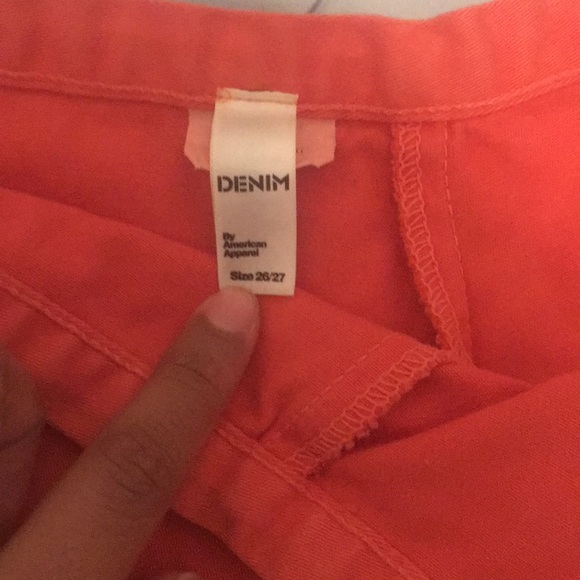 DENIM
By
American
Apparel
Size 26/27